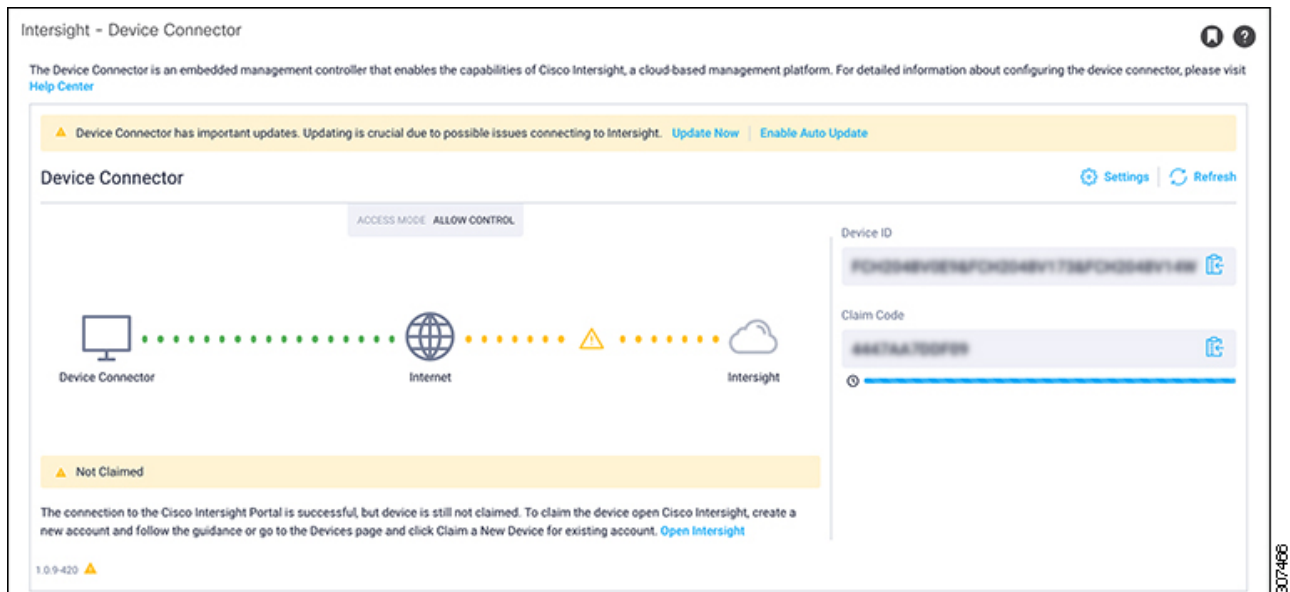 Intersight - Device Connector
The Device Connector is an embedded management controller that enables the capabilities of Cisco Intersight, a cloud-based management platform. For detailed information about configuring the device connector, please visit
Help Center
Device Connector has important updates. Updating is crucial due to possible issues connecting to Intersight. Update Now | Enable Auto Update
Device Connector
Settings | Refresh
ACCESS MODE ALLOW CONTROL
Device ID
Claim Code
Device Connector
Internet
Intersight
Not Claimed
The connection to the Cisco Intersight Portal is successful, but device is still not claimed. To claim the device open Cisco Intersight, create a
new account and follow the guidance or go to the Devices page and click Claim a New Device for existing account. Open Intersight
1.0.9-420
307466